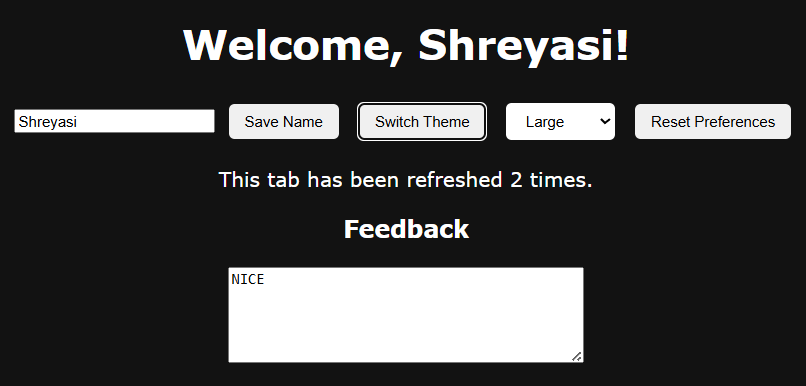 Welcome, Shreyasi!
Shreyasi Save Name Switch Theme Large Reset Preferences
This tab has been refreshed 2 times.
Feedback
NICE